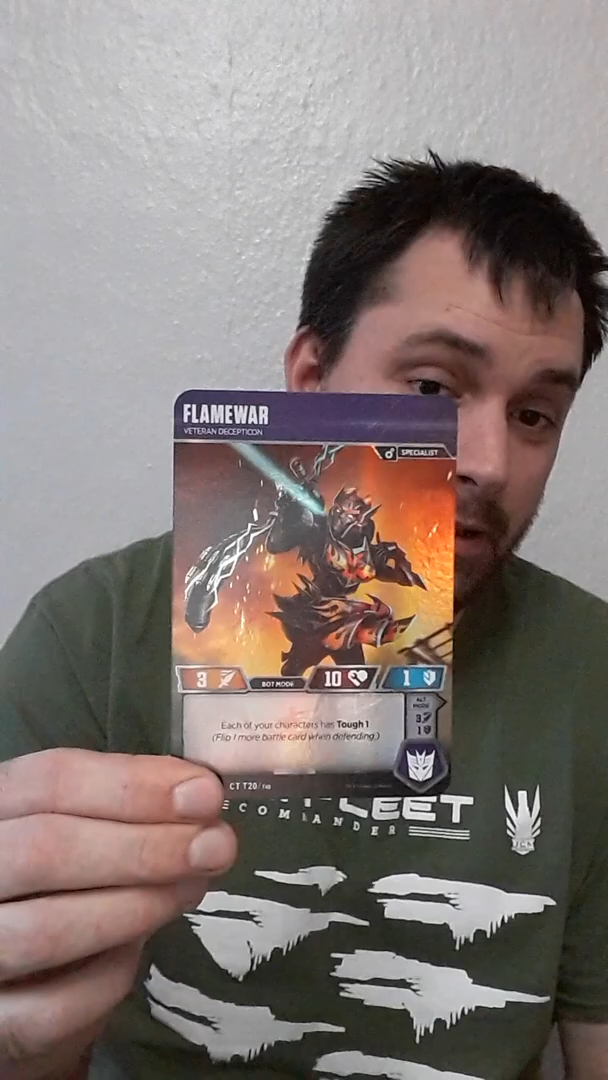 FLAMEWAR
VETERAN DECEPTICON
SPECIALIST
3 BOT MODE 10 1
ALT
MODE
3
1
Each of your characters has Tough 1
(Flip 1 more battle card when defending.)
CT T20/
LEET
COMMANDER